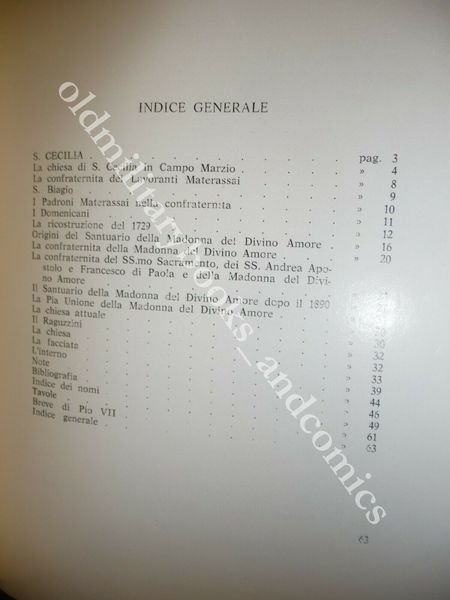 INDICE GENERALE
S. CECILIA . . . . . . . . pag. 3
La chiesa di S. Cecilia in Campo Marzio . . . » 4
La confraternita dei Lavoranti Materassai . . . » 8
S. Biagio . . . . . . . . » 9
I Padroni Materassai nella confraternita . . . » 10
I Domenicani . . . . . . . » 11
La ricostruzione del 1729 . . . . . » 12
Origini del Santuario della Madonna del Divino Amore . » 16
La confraternita della Madonna del Divino Amore . . » 20
La confraternita del SS.mo Sacramento, dei SS. Andrea Apo-
stolo e Francesco di Paola e della Madonna del Divi-
no Amore . . . . . . .
Il Santuario della Madonna del Divino Amore dopo il 1890
La Pia Unione della Madonna del Divino Amore . .
La chiesa attuale . . . . . . 28
Il Raguzzini . . . . . . . » 30
La chiesa . . . . . . . » 32
La facciata . . . . . . . » 32
L'interno . . . . . . . » 33
Note . . . . . . . . » 39
Bibliografia . . . . . . . » 44
Indice dei nomi . . . . . . » 46
Tavole . . . . . . . . » 49
Breve di Pio VII . . . . . . » 61
Indice generale . . . . . . » 63
63
oldmilitarybooks_andcomics